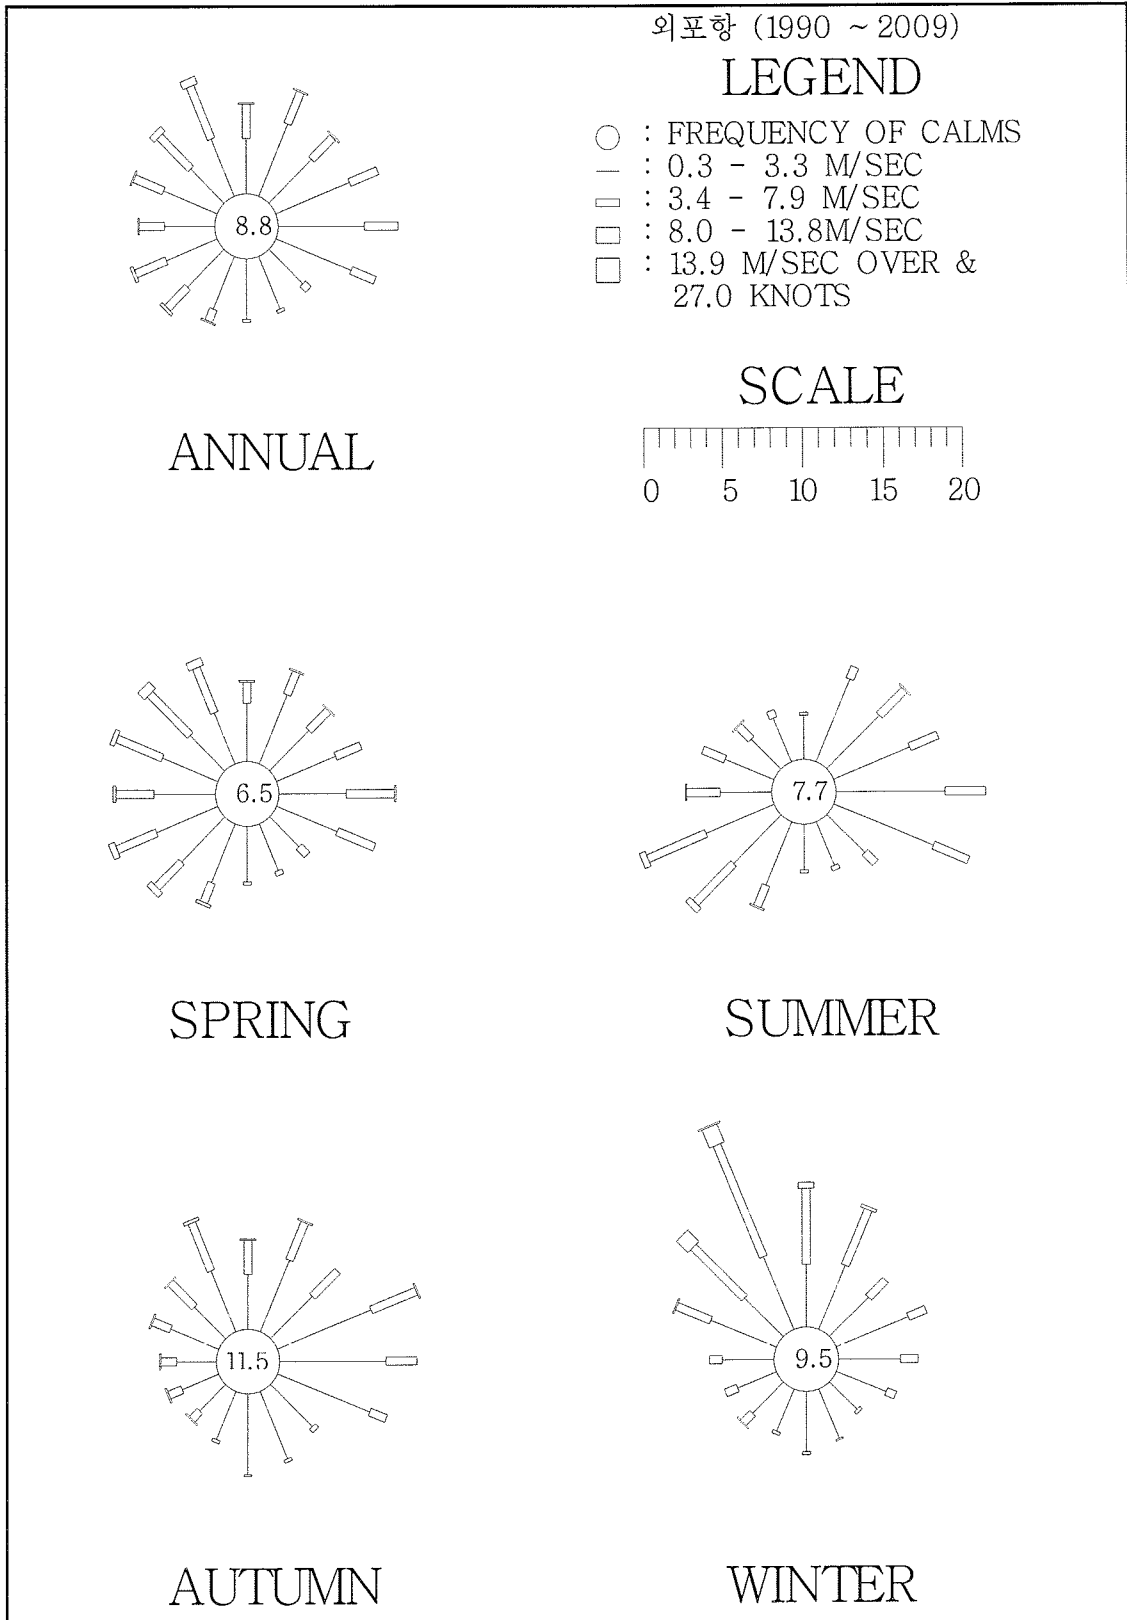 외포항 (1990 ~ 2009)
LEGEND
: FREQUENCY OF CALMS
: 0.3 - 3.3 M/SEC
: 3.4 - 7.9 M/SEC
: 8.0 - 13.8M/SEC
: 13.9 M/SEC OVER &
27.0 KNOTS
8.8
ANNUAL
SCALE
0 5 10 15 20
6.5
7.7
SPRING
SUMMER
11.5
9.5
AUTUMN
WINTER